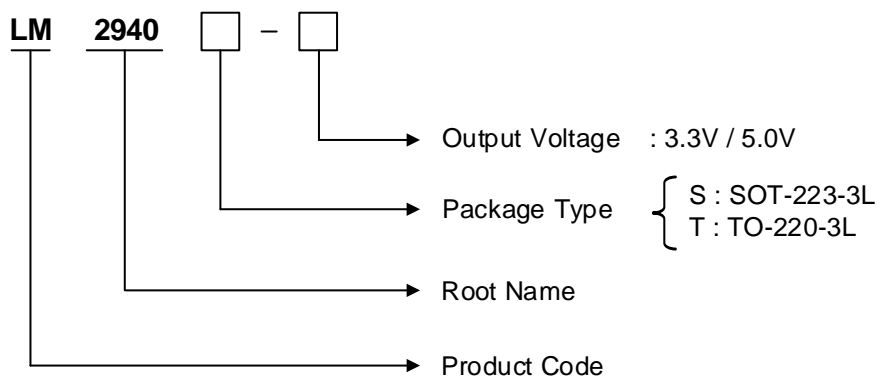 LM 2940 –
Output Voltage : 3.3V / 5.0V
Package Type
S : SOT-223-3L
T : TO-220-3L
Root Name
Product Code